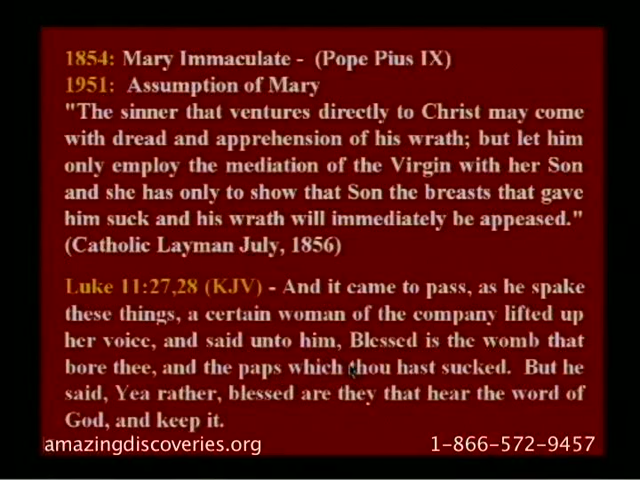 1854: Mary Immaculate - (Pope Pius IX)
1951: Assumption of Mary
"The sinner that ventures directly to Christ may come
with dread and apprehension of his wrath; but let him
only employ the mediation of the Virgin with her Son
and she has only to show that Son the breasts that gave
him suck and his wrath will immediately be appeased."
(Catholic Layman July, 1856)
Luke 11:27,28 (KJV) - And it came to pass, as he spake
these things, a certain woman of the company lifted up
her voice, and said unto him, Blessed is the womb that
bore thee, and the paps which thou hast sucked. But he
said, Yea rather, blessed are they that hear the word of
God, and keep it.
amazingdiscoveries.org 1-866-572-9457